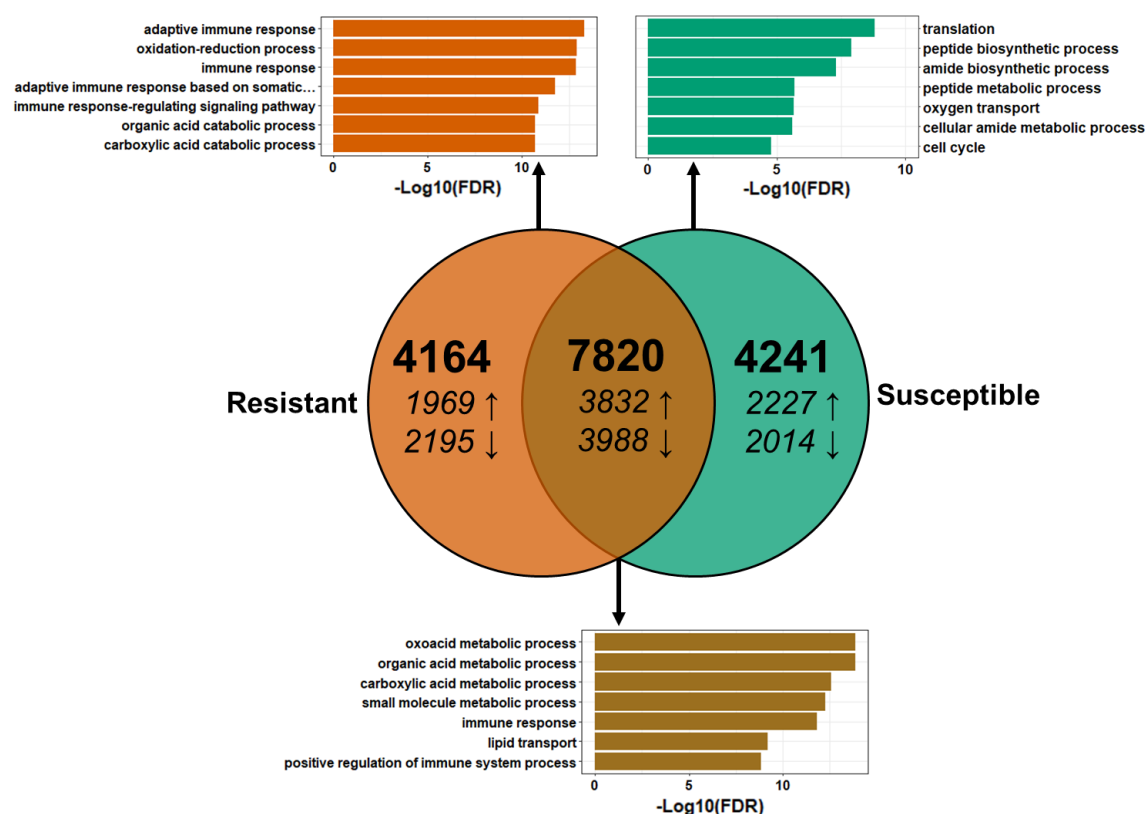 adaptive immune response
oxidation-reduction process
immune response
adaptive immune response based on somatic...
immune response-regulating signaling pathway
organic acid catabolic process
carboxylic acid catabolic process
0 5 10
-Log10(FDR)
translation
peptide biosynthetic process
amide biosynthetic process
peptide metabolic process
oxygen transport
cellular amide metabolic process
cell cycle
0 5 10
-Log10(FDR)
Resistant
4164
1969 ↑
2195 ↓
7820
3832 ↑
3988 ↓
4241
2227 ↑
2014 ↓
Susceptible
oxoacid metabolic process
organic acid metabolic process
carboxylic acid metabolic process
small molecule metabolic process
immune response
lipid transport
positive regulation of immune system process
0 5 10
-Log10(FDR)